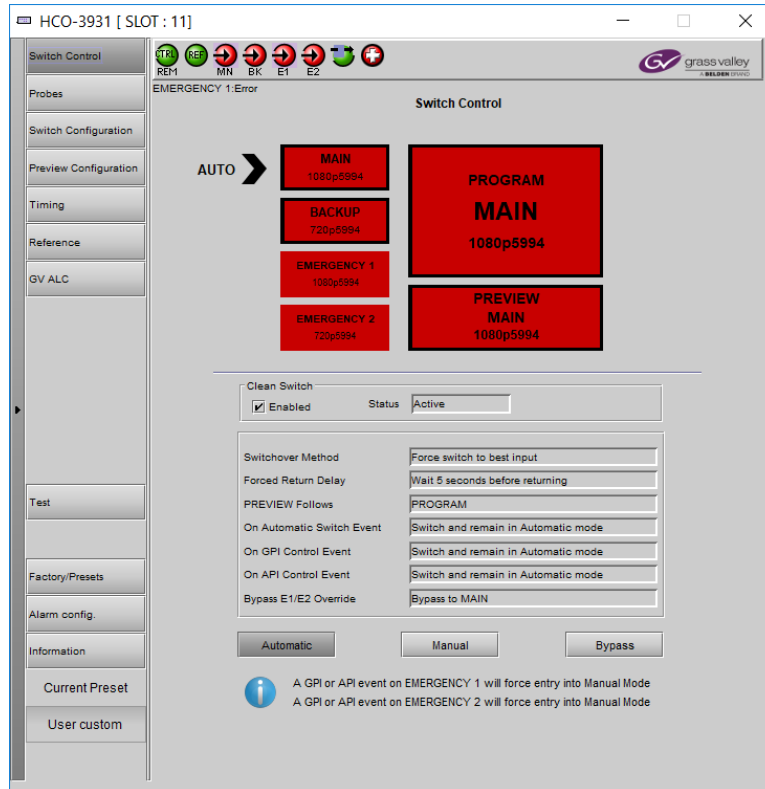 HCO-3931 [ SLOT : 11]
Switch Control
Probes
Switch Configuration
Preview Configuration
Timing
Reference
GV ALC
Test
Factory/Presets
Alarm config.
Information
Current Preset
User custom
CTRL
REM
REF
MN
BK
E1
E2
GV
grass valley
A BELDEN BRAND
EMERGENCY 1:Error
Switch Control
AUTO
MAIN
1080p5994
BACKUP
720p5994
EMERGENCY 1
1080p5994
EMERGENCY 2
720p5994
PROGRAM
MAIN
1080p5994
PREVIEW
MAIN
1080p5994
Clean Switch
Enabled
Status
Active
Switchover Method
Force switch to best input
Forced Return Delay
Wait 5 seconds before returning
PREVIEW Follows
PROGRAM
On Automatic Switch Event
Switch and remain in Automatic mode
On GPI Control Event
Switch and remain in Automatic mode
On API Control Event
Switch and remain in Automatic mode
Bypass E1/E2 Override
Bypass to MAIN
Automatic
Manual
Bypass
A GPI or API event on EMERGENCY 1 will force entry into Manual Mode
A GPI or API event on EMERGENCY 2 will force entry into Manual Mode